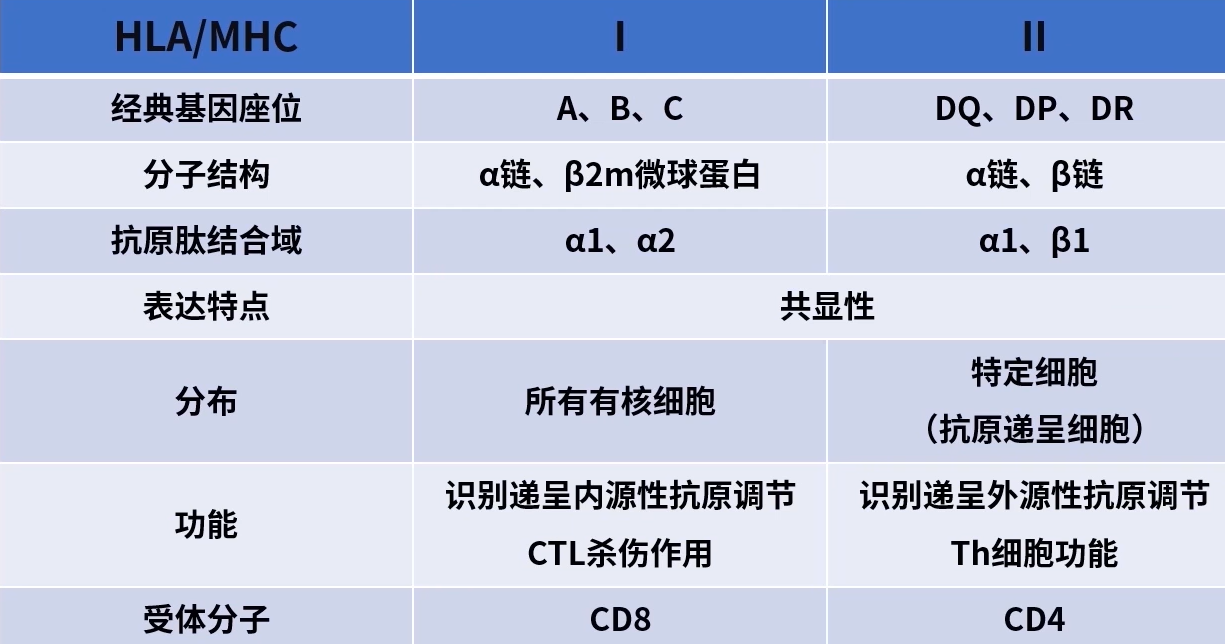 HLA/MHC I II
经典基因座位 A、B、C DQ、DP、DR
分子结构 α链、β2m微球蛋白 α链、β链
抗原肽结合域 α1、α2 α1、β1
表达特点 共显性
分布 所有有核细胞 特定细胞
（抗原递呈细胞）
功能 识别递呈内源性抗原调节 识别递呈外源性抗原调节
CTL杀伤作用 Th细胞功能
受体分子 CD8 CD4